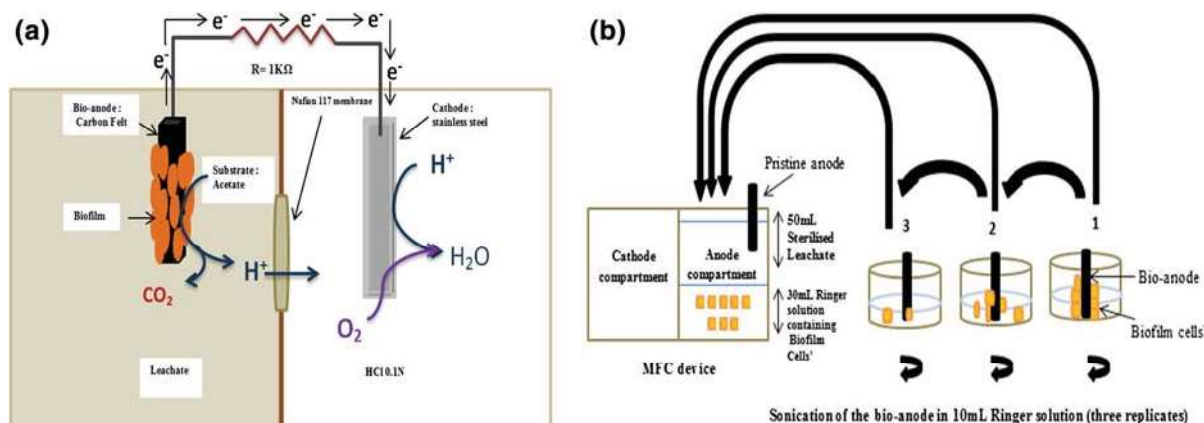 (a)
e- e- e- e-
e- e-
R= 1KΩ
Nafion 117 membrane
Bio-anode :
Carbon Felt
Cathode :
stainless steel
Substrate :
Acetate
H+
Biofilm
H+
H2O
CO2
O2
Leachate
HCl 0.1N
(b)
Pristine anode
3 2 1
50mL
Sterilised
Leachate
Cathode
compartment
Anode
compartment
Bio-anode
30mL Ringer
solution
containing
'Biofilm
Cells'
Biofilm cells'
MFC device
Sonication of the bio-anode in 10mL Ringer solution (three replicates)